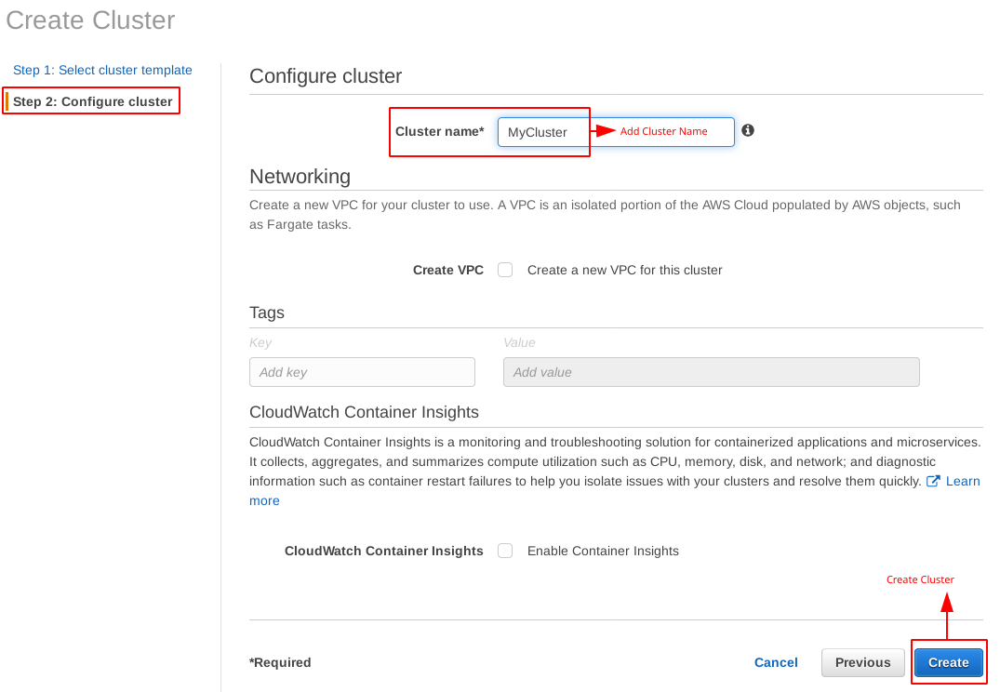 Create Cluster
Step 1: Select cluster template
Step 2: Configure cluster
Configure cluster
Cluster name* MyCluster Add Cluster Name
Networking
Create a new VPC for your cluster to use. A VPC is an isolated portion of the AWS Cloud populated by AWS objects, such
as Fargate tasks.
Create VPC Create a new VPC for this cluster
Tags
Key Value
Add key Add value
CloudWatch Container Insights
CloudWatch Container Insights is a monitoring and troubleshooting solution for containerized applications and microservices.
It collects, aggregates, and summarizes compute utilization such as CPU, memory, disk, and network; and diagnostic
information such as container restart failures to help you isolate issues with your clusters and resolve them quickly. Learn
more
CloudWatch Container Insights Enable Container Insights
Create Cluster
*Required Cancel Previous Create